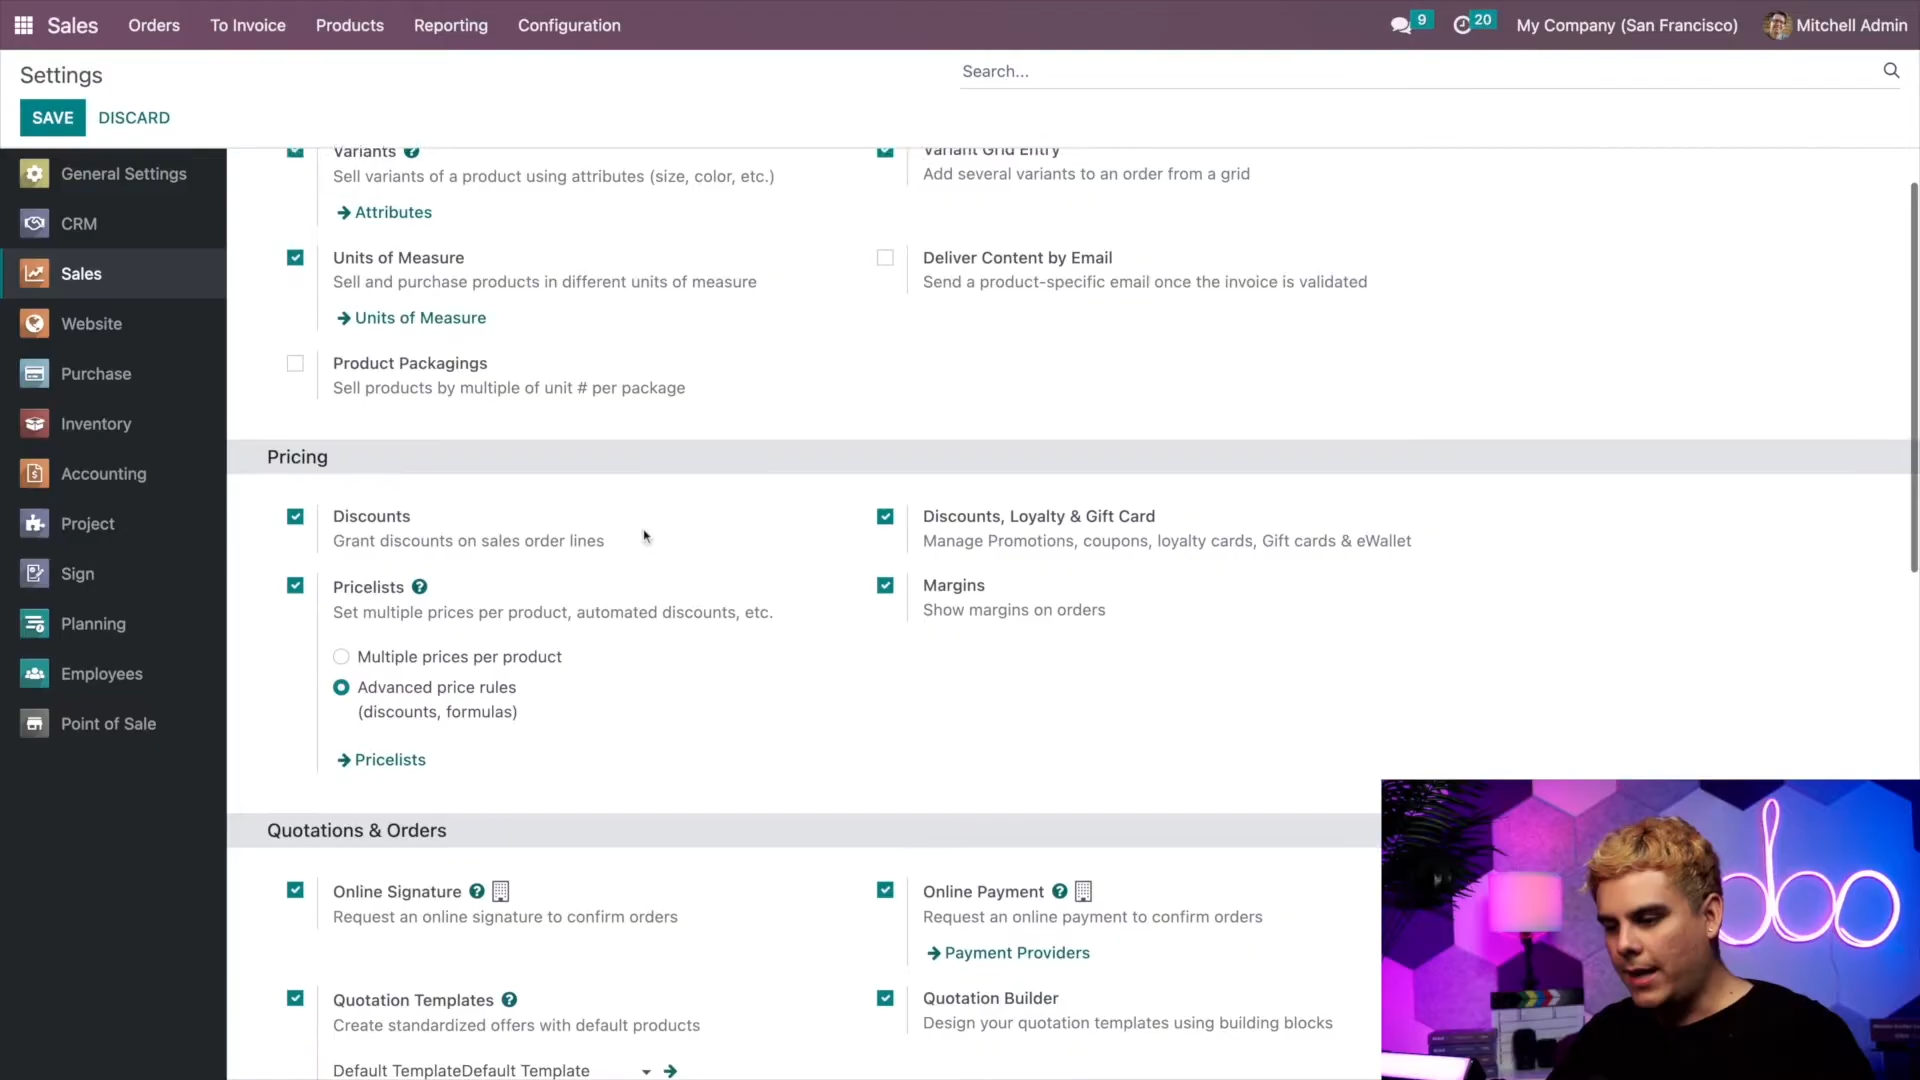 Sales Orders To Invoice Products Reporting Configuration 9 20 My Company (San Francisco) Mitchell Admin
Settings
Search...
SAVE DISCARD
General Settings
CRM
Sales
Website
Purchase
Inventory
Accounting
Project
Sign
Planning
Employees
Point of Sale
Variants ?
Sell variants of a product using attributes (size, color, etc.)
Attributes
Variant Grid Entry
Add several variants to an order from a grid
Units of Measure
Sell and purchase products in different units of measure
Units of Measure
Deliver Content by Email
Send a product-specific email once the invoice is validated
Product Packagings
Sell products by multiple of unit # per package
Pricing
Discounts
Grant discounts on sales order lines
Discounts, Loyalty & Gift Card
Manage Promotions, coupons, loyalty cards, Gift cards & eWallet
Pricelists ?
Set multiple prices per product, automated discounts, etc.
Multiple prices per product
Advanced price rules
(discounts, formulas)
Pricelists
Margins
Show margins on orders
Quotations & Orders
Online Signature ?
Request an online signature to confirm orders
Online Payment ?
Request an online payment to confirm orders
Payment Providers
Quotation Templates ?
Create standardized offers with default products
Default TemplateDefault Template
Quotation Builder
Design your quotation templates using building blocks